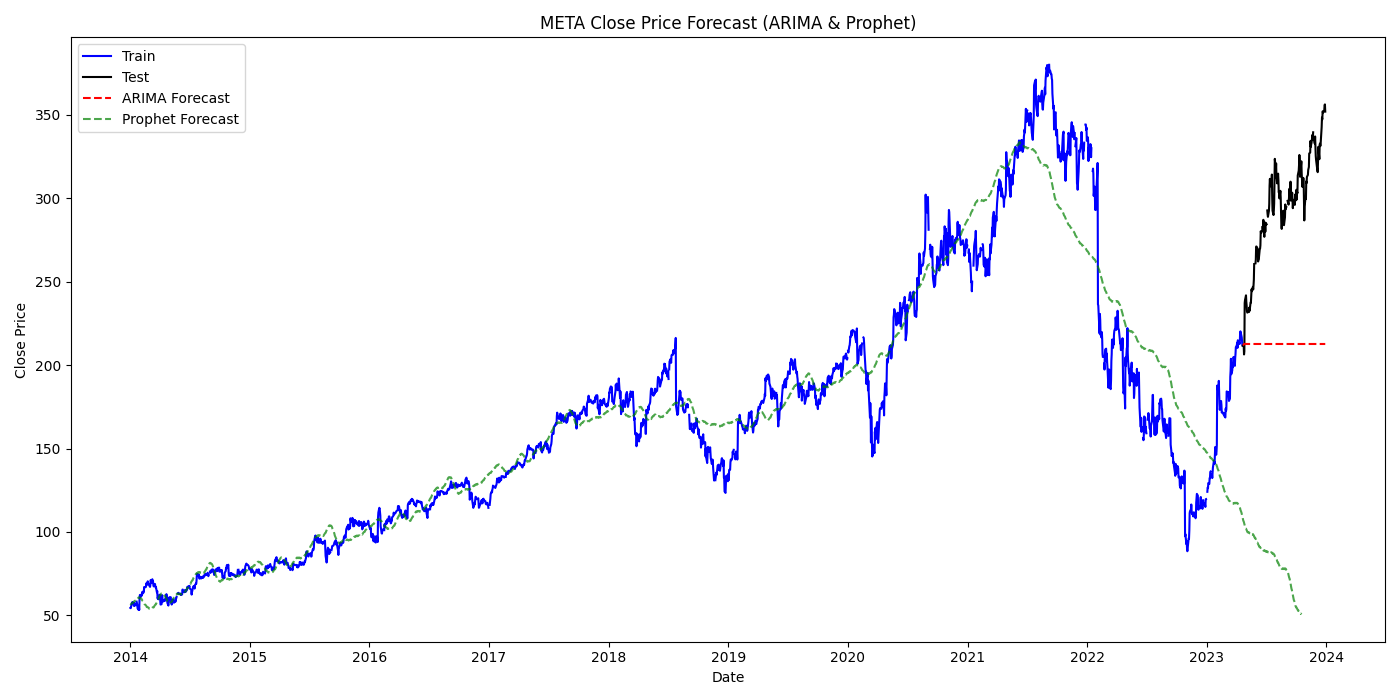 META Close Price Forecast (ARIMA & Prophet)
Train
Test
ARIMA Forecast
Prophet Forecast
Close Price
350
300
250
200
150
100
50
2014 2015 2016 2017 2018 2019 2020 2021 2022 2023 2024
Date